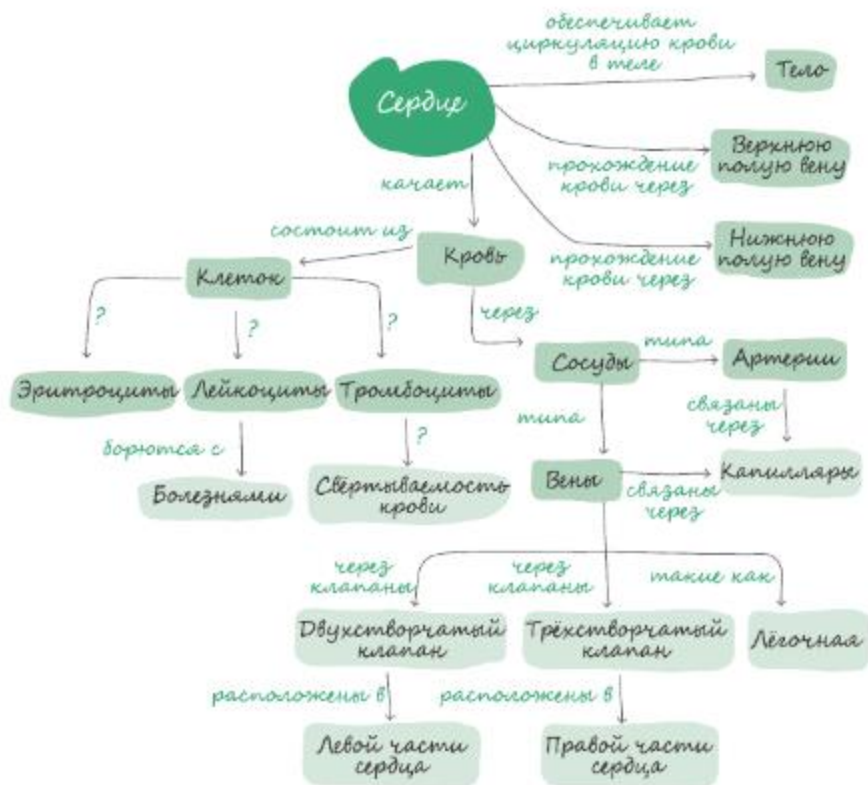 обеспечивает
циркуляцию крови
в теле
Тело
Сердце
Верхнюю
полую вену
прохождение
крови через
качает
состоит из
Кровь
Нижнюю
полую вену
прохождение
крови через
Клеток
?
?
?
через
Эритроциты
Лейкоциты
Тромбоциты
Сосуды
типа
Артерии
борются с
?
типа
связаны
через
Болезнями
Свёртываемость
крови
Вены
связаны
через
Капилляры
через
клапаны
через
клапаны
такие как
Двухстворчатый
клапан
Трёхстворчатый
клапан
Лёгочная
расположены в
расположены в
Левой части
сердца
Правой части
сердца